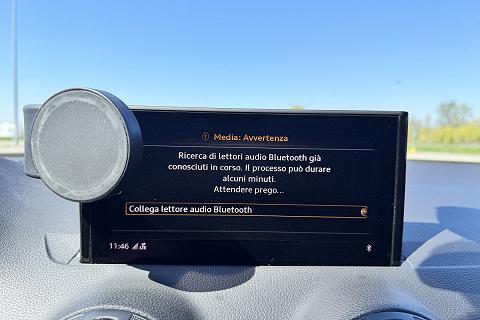 Media: Avvertenza
Ricerca di lettori audio Bluetooth già
conosciuti in corso. Il processo può durare
alcuni minuti.
Attendere prego...
Collega lettore audio Bluetooth
11:46